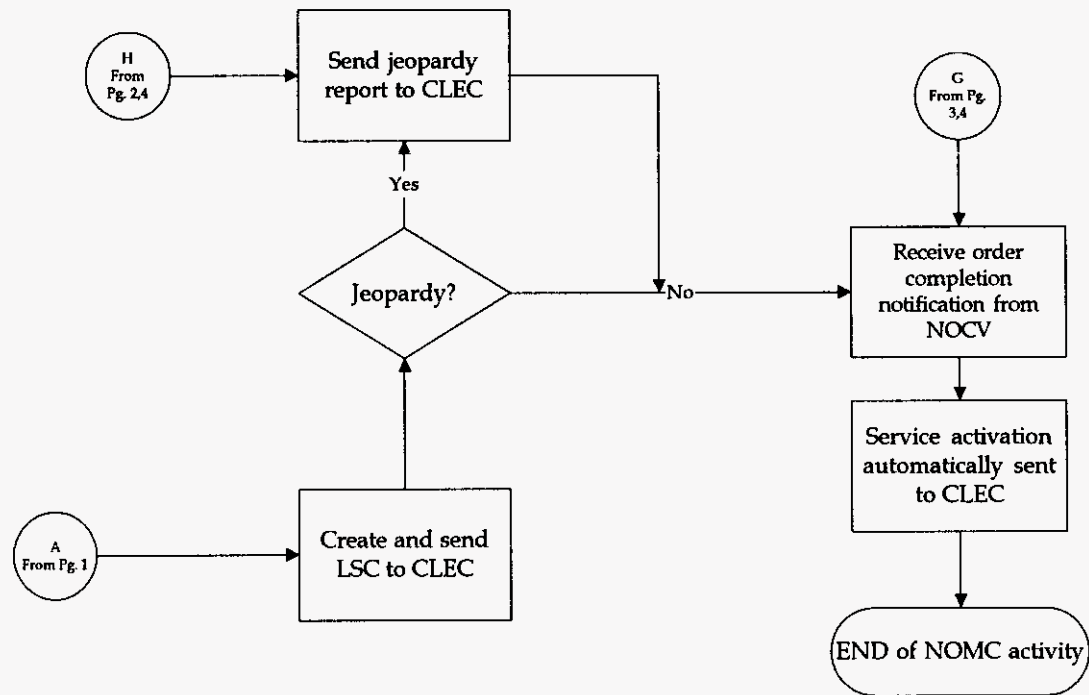 H
From
Pg. 2,4
Send jeopardy
report to CLEC
G
From Pg.
3,4
Yes
Jeopardy?
No
Receive order
completion
notification from
NOCV
Service activation
automatically sent
to CLEC
A
From Pg. 1
Create and send
LSC to CLEC
END of NOMC activity